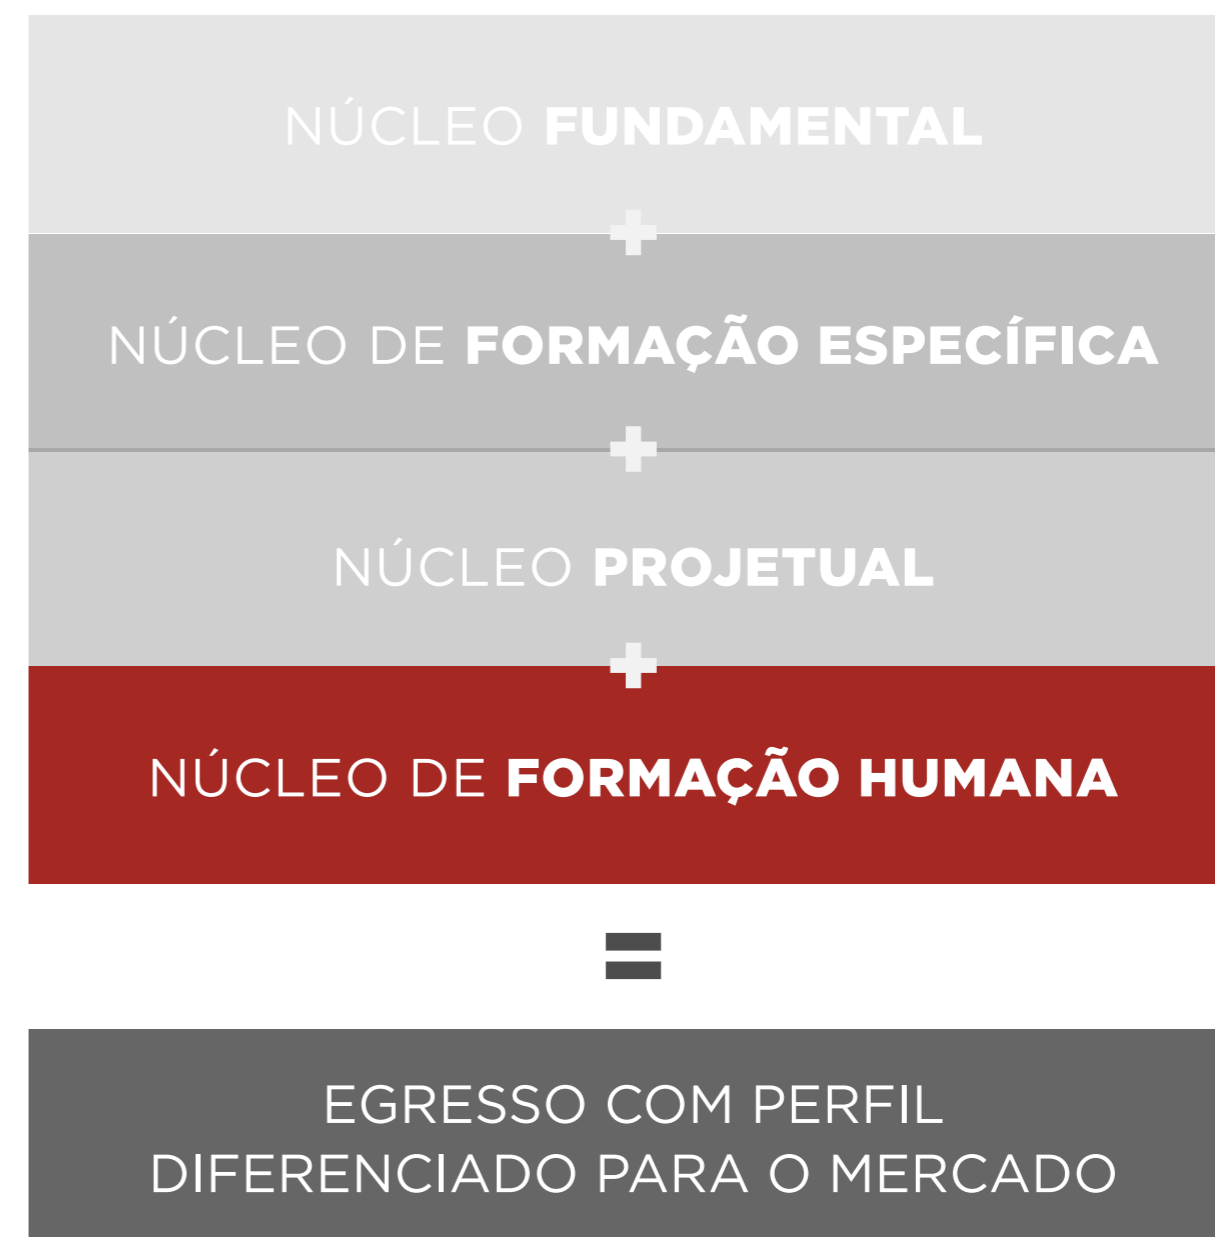 NÚCLEO FUNDAMENTAL
+
NÚCLEO DE FORMAÇÃO ESPECÍFICA
+
NÚCLEO PROJETUAL
+
NÚCLEO DE FORMAÇÃO HUMANA
=
EGRESSO COM PERFIL
DIFERENCIADO PARA O MERCADO